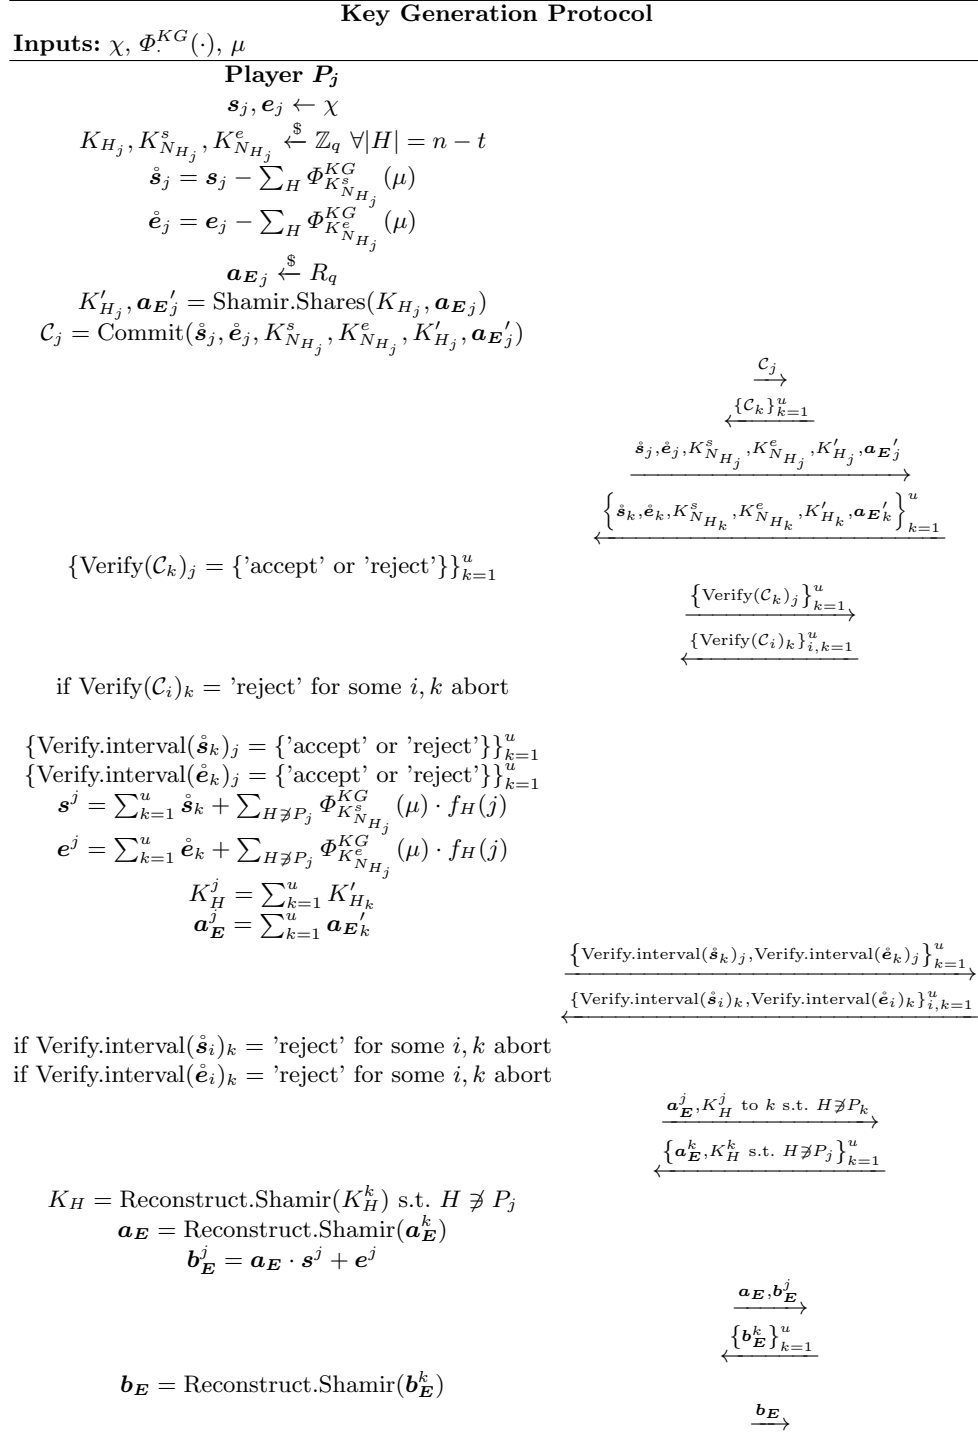 Key Generation Protocol
Inputs: χ, Φ_·^{KG}(·), μ
Player P_j
s_j, e_j ← χ
K_{H_j}, K^s_{N_{H_j}}, K^e_{N_{H_j}} ←$ ℤ_q ∀|H| = n − t
s̊_j = s_j − ∑_H Φ^{KG}_{K^s_{N_{H_j}}}(μ)
e̊_j = e_j − ∑_H Φ^{KG}_{K^e_{N_{H_j}}}(μ)
a_{E_j} ←$ R_q
K'_{H_j}, a_E'_j = Shamir.Shares(K_{H_j}, a_{E_j})
C_j = Commit(s̊_j, e̊_j, K^s_{N_{H_j}}, K^e_{N_{H_j}}, K'_{H_j}, a_E'_j)
C_j →
← {C_k}^u_{k=1}
s̊_j, e̊_j, K^s_{N_{H_j}}, K^e_{N_{H_j}}, K'_{H_j}, a_E'_j →
← {s̊_k, e̊_k, K^s_{N_{H_k}}, K^e_{N_{H_k}}, K'_{H_k}, a_E'_k}^u_{k=1}
{Verify(C_k)_j = {'accept' or 'reject'}}^u_{k=1}
{Verify(C_k)_j}^u_{k=1} →
← {Verify(C_i)_k}^u_{i,k=1}
if Verify(C_i)_k = 'reject' for some i, k abort
{Verify.interval(s̊_k)_j = {'accept' or 'reject'}}^u_{k=1}
{Verify.interval(e̊_k)_j = {'accept' or 'reject'}}^u_{k=1}
s^j = ∑^u_{k=1} s̊_k + ∑_{H∌P_j} Φ^{KG}_{K^s_{N_{H_j}}}(μ) · f_H(j)
e^j = ∑^u_{k=1} e̊_k + ∑_{H∌P_j} Φ^{KG}_{K^e_{N_{H_j}}}(μ) · f_H(j)
K^j_H = ∑^u_{k=1} K'_{H_k}
a^j_E = ∑^u_{k=1} a_E'_k
{Verify.interval(s̊_k)_j, Verify.interval(e̊_k)_j}^u_{k=1} →
← {Verify.interval(s̊_i)_k, Verify.interval(e̊_i)_k}^u_{i,k=1}
if Verify.interval(s̊_i)_k = 'reject' for some i, k abort
if Verify.interval(e̊_i)_k = 'reject' for some i, k abort
a^j_E, K^j_H to k s.t. H∌P_k →
← {a^k_E, K^k_H s.t. H∌P_j}^u_{k=1}
K_H = Reconstruct.Shamir(K^k_H) s.t. H ∌ P_j
a_E = Reconstruct.Shamir(a^k_E)
b^j_E = a_E · s^j + e^j
a_E, b^j_E →
← {b^k_E}^u_{k=1}
b_E = Reconstruct.Shamir(b^k_E)
b_E →